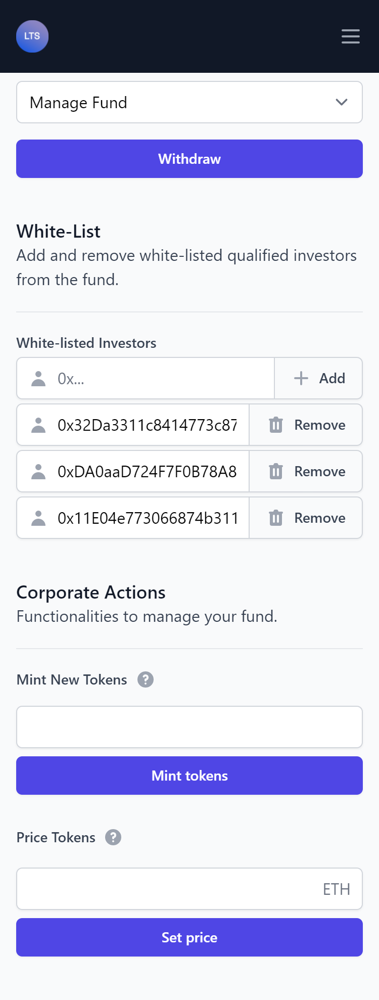 LTS
Manage Fund
Withdraw
White-List
Add and remove white-listed qualified investors
from the fund.
White-listed Investors
0x...
Add
0x32Da3311c8414773c87
Remove
0xDA0aaD724F7F0B78A8
Remove
0x11E04e773066874b311
Remove
Corporate Actions
Functionalities to manage your fund.
Mint New Tokens ?
Mint tokens
Price Tokens ?
ETH
Set price